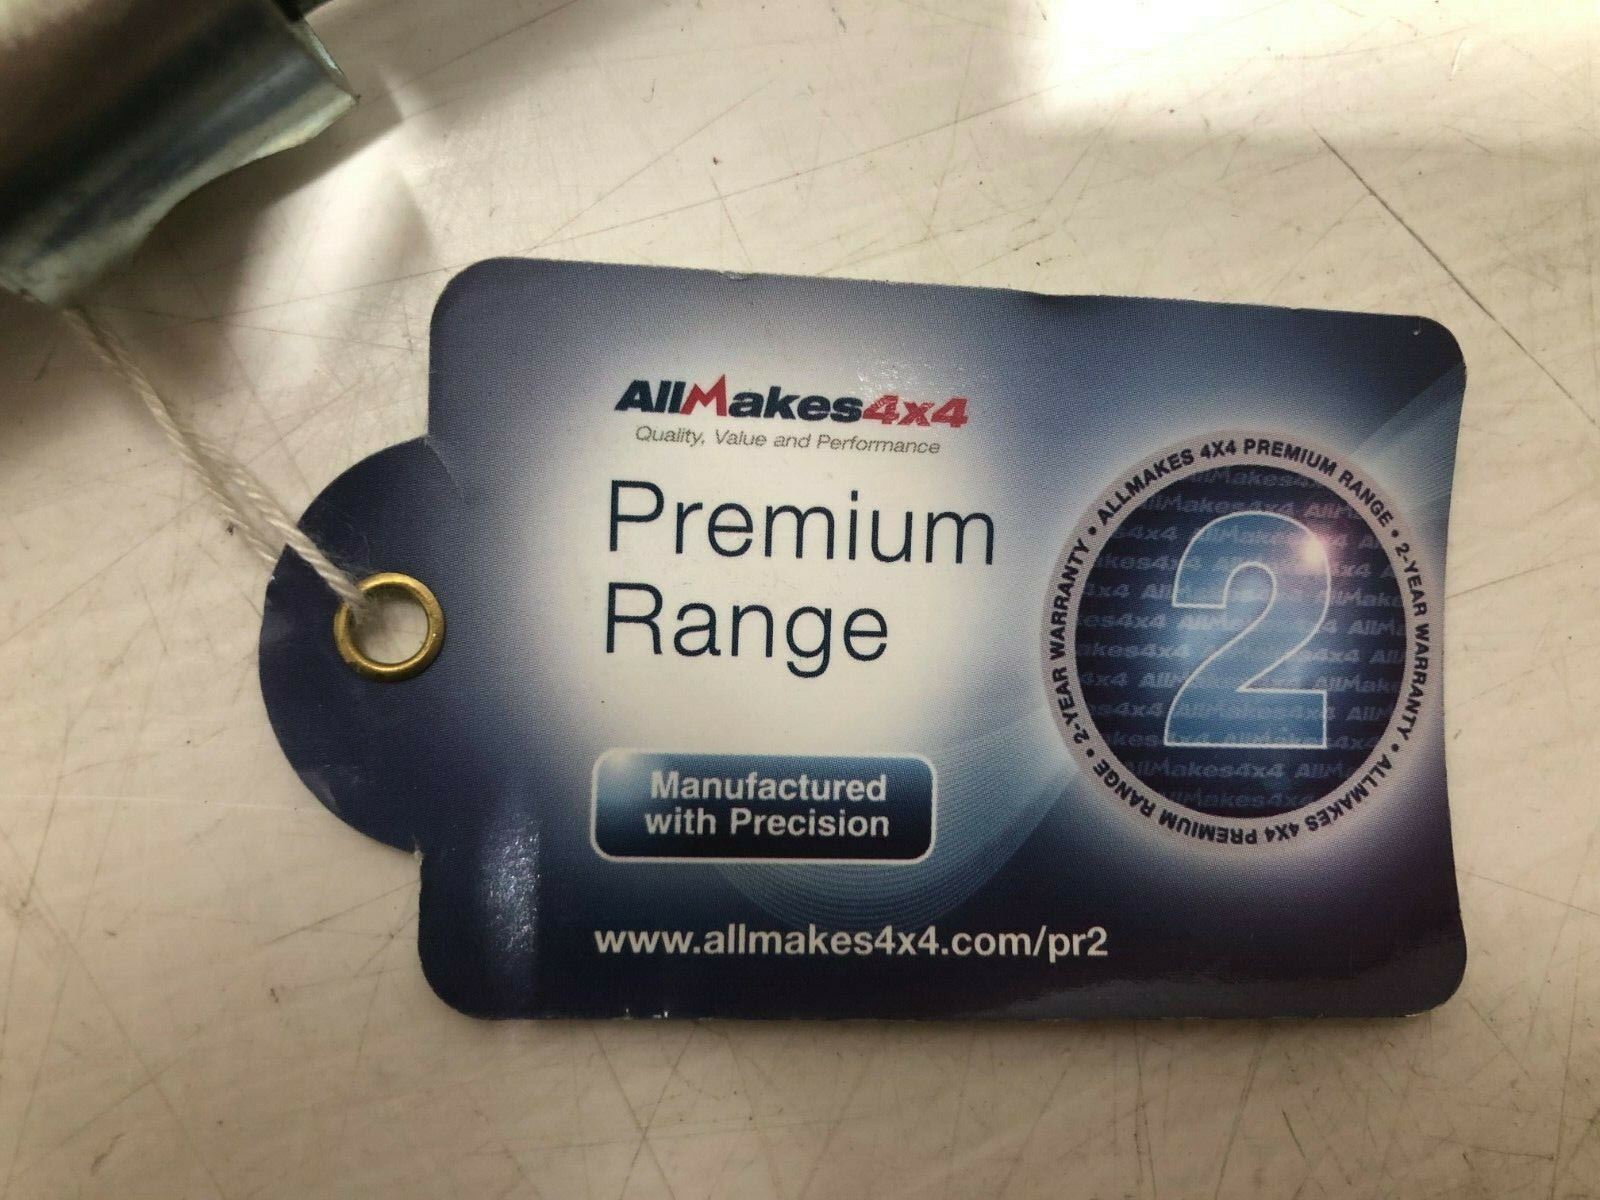 AllMakes4x4
Quality, Value and Performance
Premium
Range
Manufactured
with Precision
www.allmakes4x4.com/pr2
ALLMAKES 4X4 PREMIUM RANGE • 2-YEAR WARRANTY • ALLMAKES 4X4 PREMIUM RANGE • 2-YEAR WARRANTY •
2